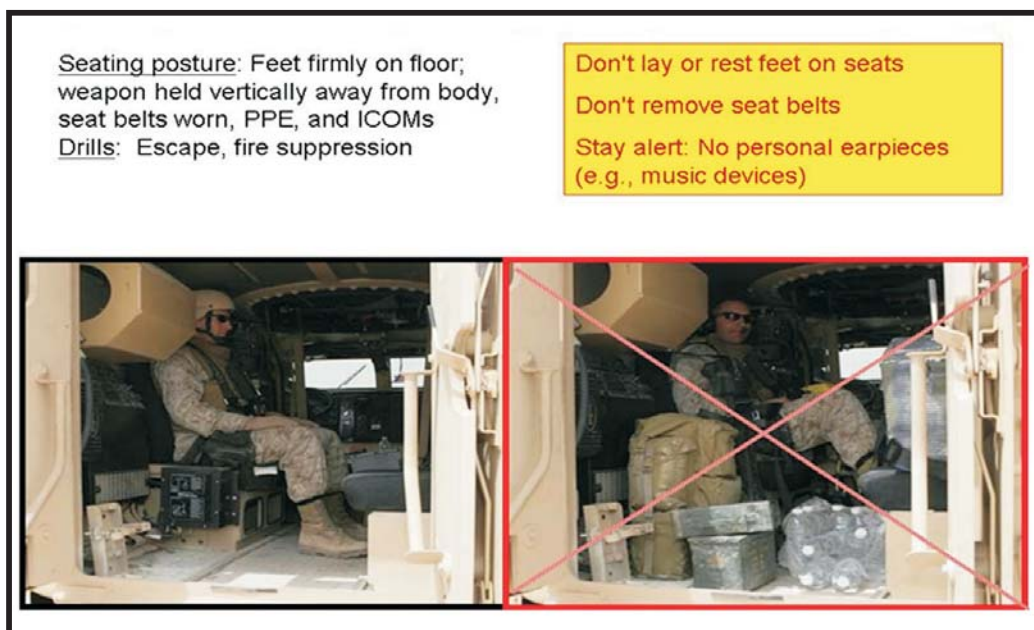 Seating posture: Feet firmly on floor;
weapon held vertically away from body,
seat belts worn, PPE, and ICOMs
Drills:  Escape, fire suppression
Don't lay or rest feet on seats
Don't remove seat belts
Stay alert: No personal earpieces
(e.g., music devices)